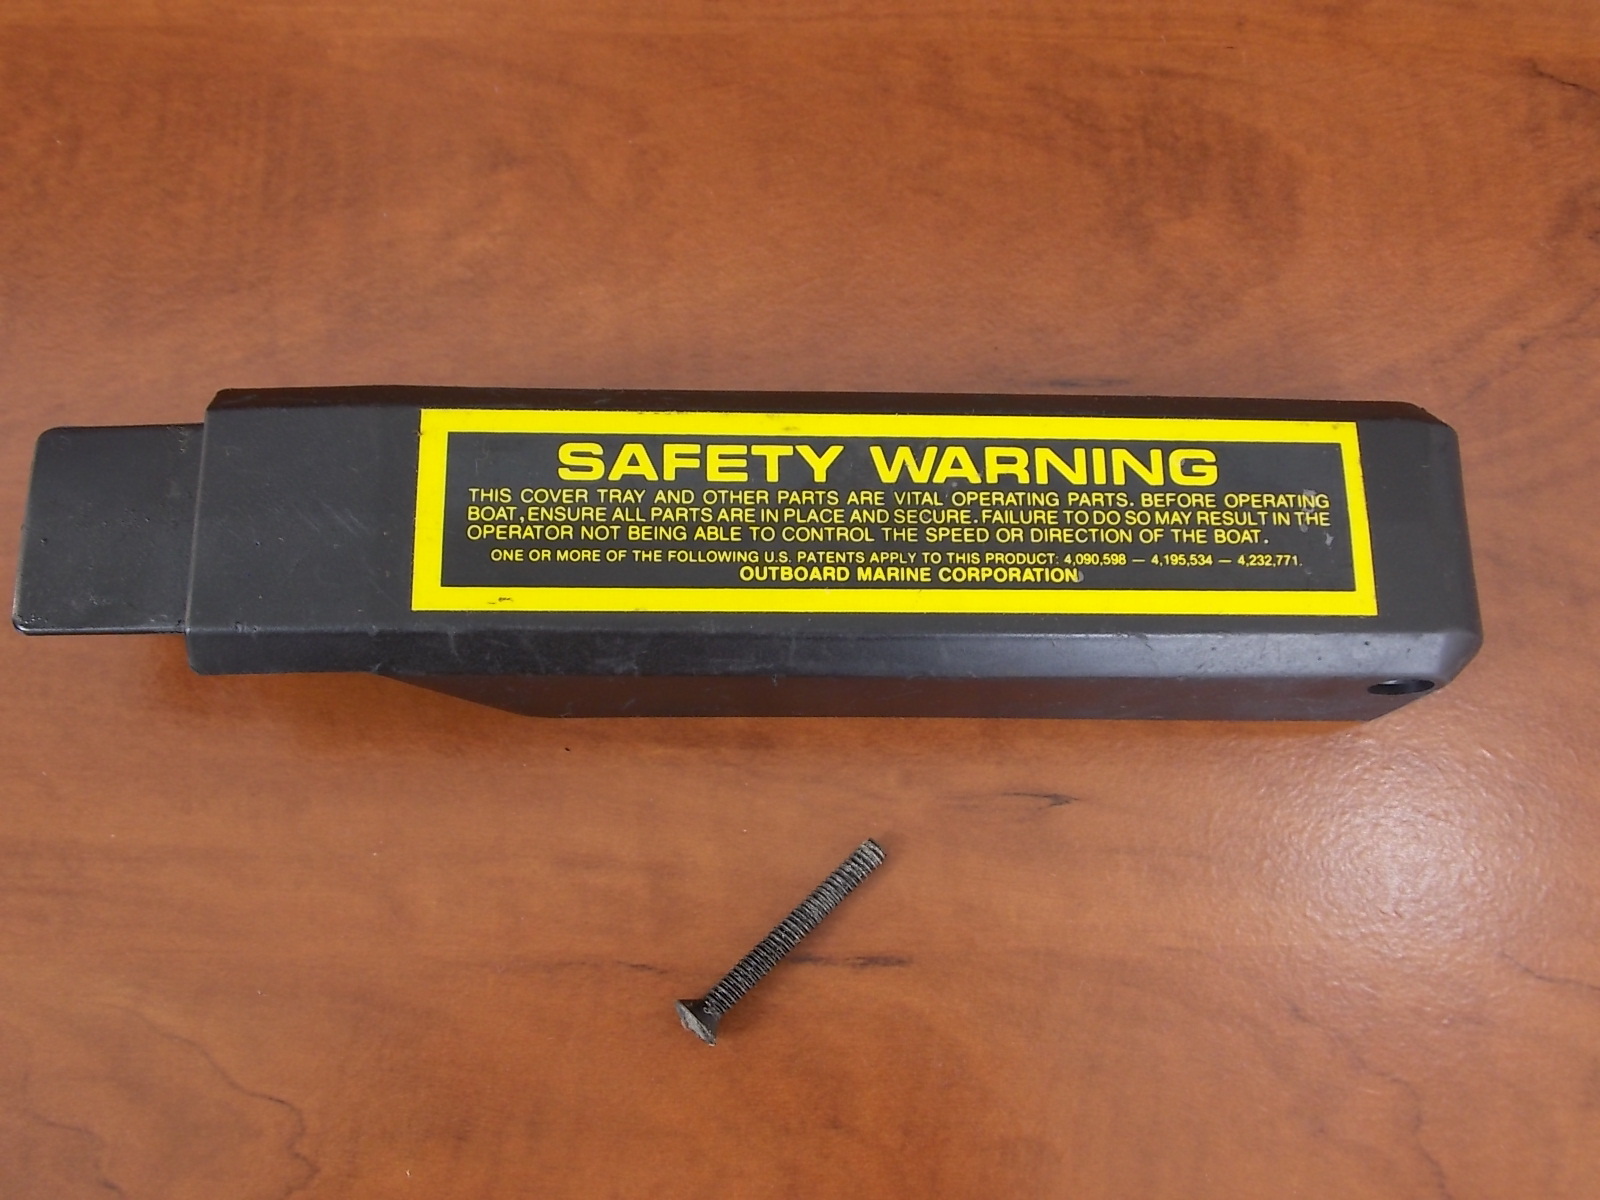 SAFETY WARNING
THIS COVER TRAY AND OTHER PARTS ARE VITAL OPERATING PARTS. BEFORE OPERATING
BOAT, ENSURE ALL PARTS ARE IN PLACE AND SECURE. FAILURE TO DO SO MAY RESULT IN THE
OPERATOR NOT BEING ABLE TO CONTROL THE SPEED OR DIRECTION OF THE BOAT.
ONE OR MORE OF THE FOLLOWING U.S. PATENTS APPLY TO THIS PRODUCT: 4,090,598 — 4,195,534 — 4,232,771.
OUTBOARD MARINE CORPORATION